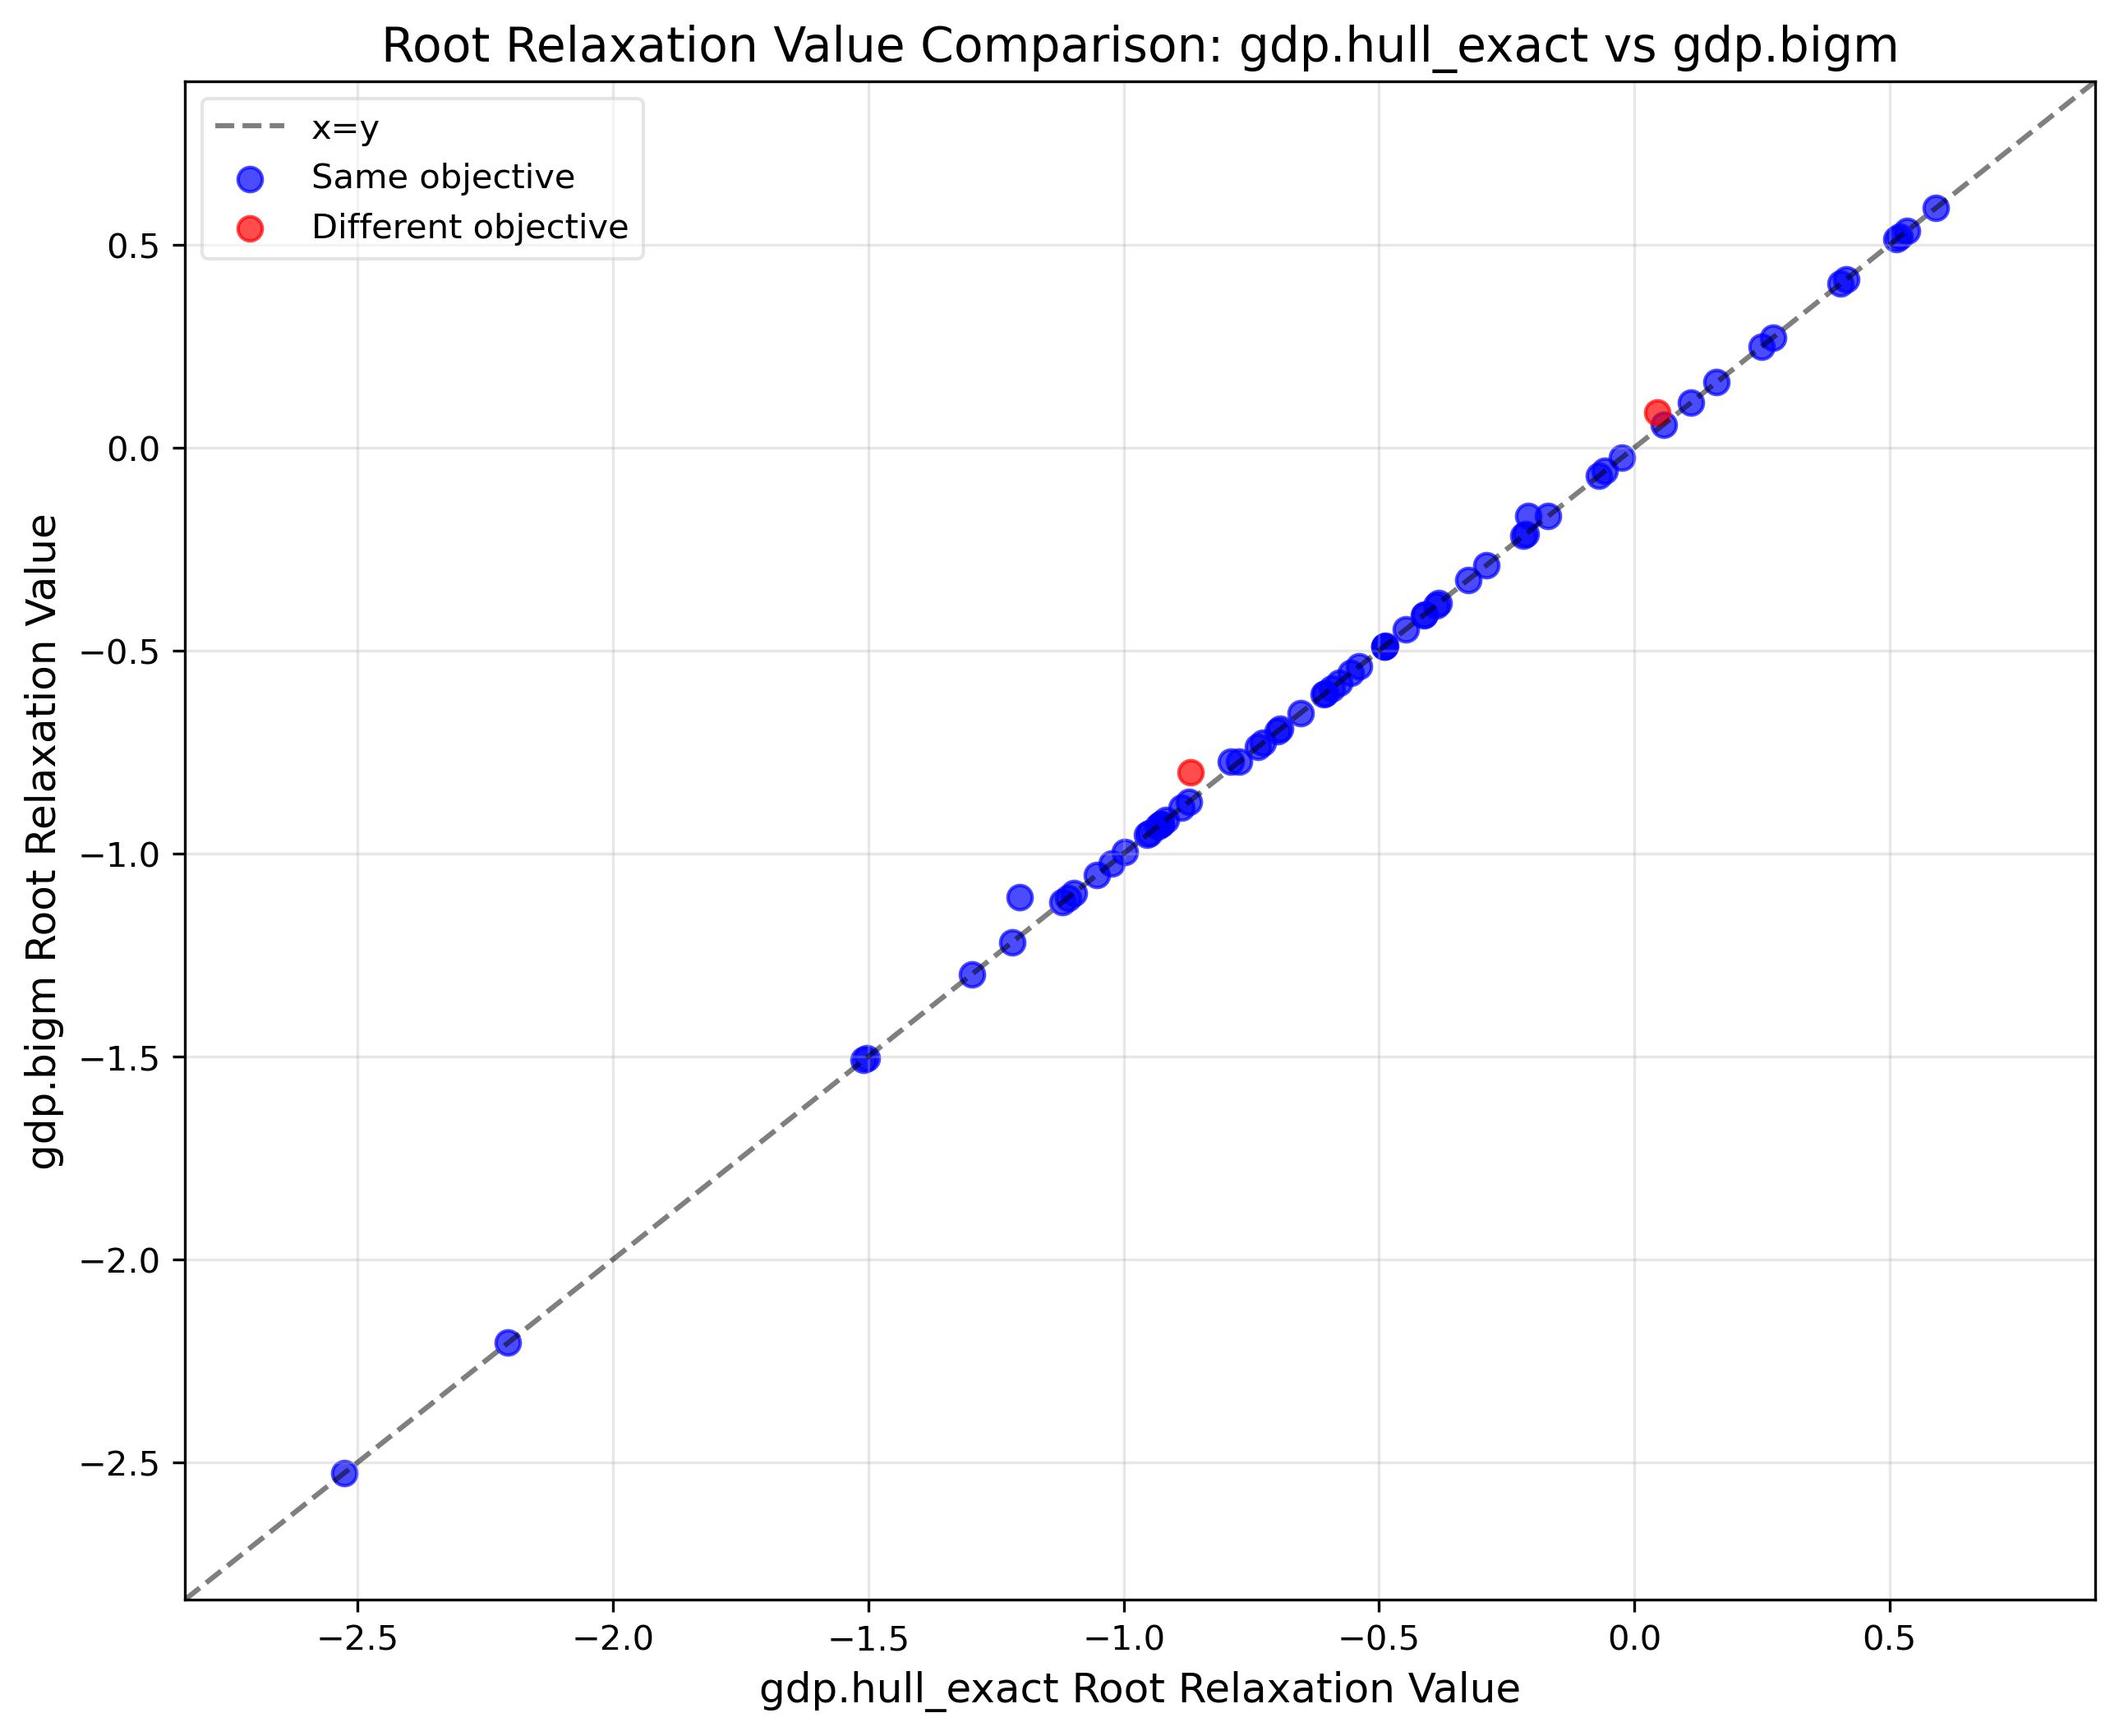 Root Relaxation Value Comparison: gdp.hull_exact vs gdp.bigm
x=y
Same objective
Different objective
gdp.bigm Root Relaxation Value
0.5
0.0
−0.5
−1.0
−1.5
−2.0
−2.5
−2.5 −2.0 −1.5 −1.0 −0.5 0.0 0.5
gdp.hull_exact Root Relaxation Value